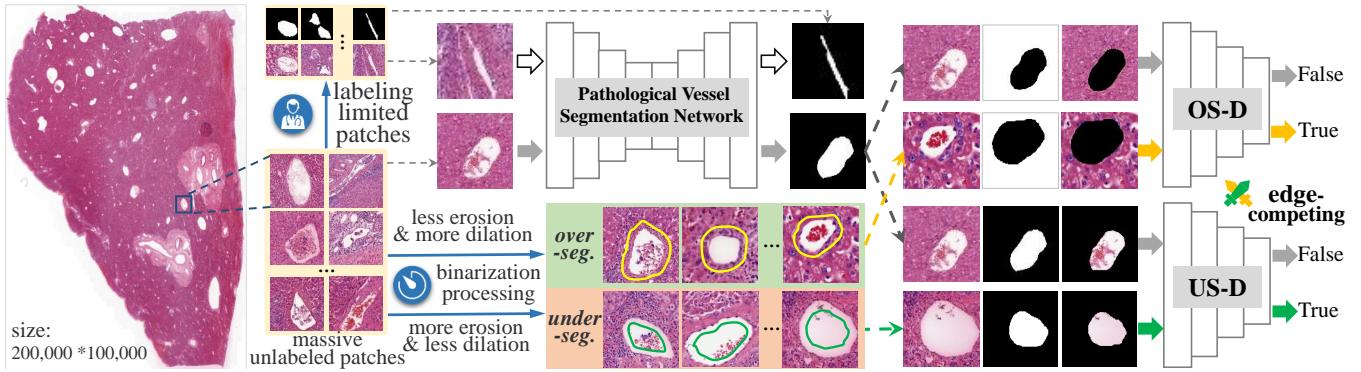 size:
200,000 *100,000
labeling
limited
patches
massive
unlabeled patches
less erosion
& more dilation
binarization
processing
more erosion
& less dilation
Pathological Vessel
Segmentation Network
over
-seg.
...
under
-seg.
...
OS-D
False
True
edge-
competing
US-D
False
True